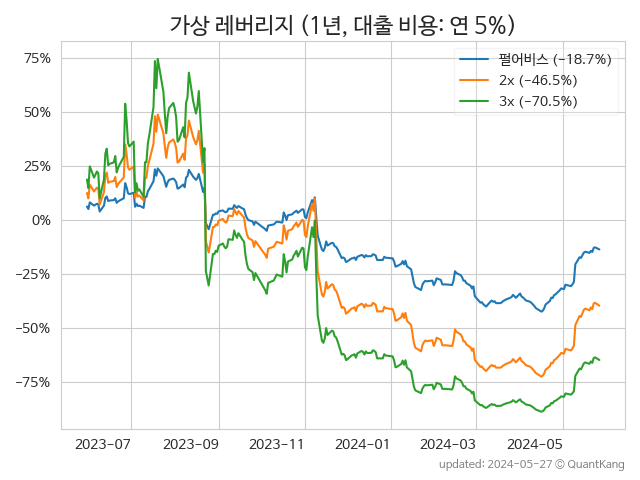 가상 레버리지 (1년, 대출 비용: 연 5%)
펄어비스 (−18.7%)
2x (−46.5%)
3x (−70.5%)
75%
50%
25%
0%
−25%
−50%
−75%
2023-07 2023-09 2023-11 2024-01 2024-03 2024-05
updated: 2024-05-27 © QuantKang